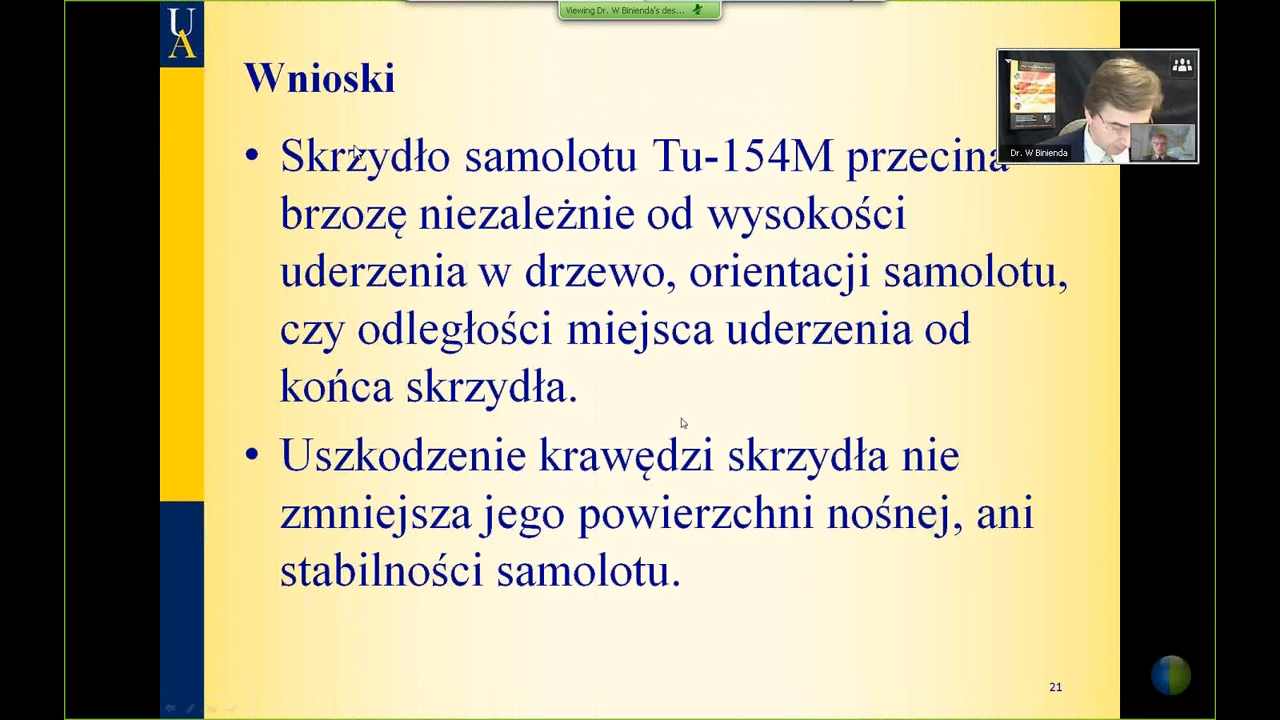 Viewing Dr. W Binienda's des...
UA
Wnioski
Dr. W Binienda
• Skrzydło samolotu Tu-154M przecina
brzozę niezależnie od wysokości
uderzenia w drzewo, orientacji samolotu,
czy odległości miejsca uderzenia od
końca skrzydła.
• Uszkodzenie krawędzi skrzydła nie
zmniejsza jego powierzchni nośnej, ani
stabilności samolotu.
21